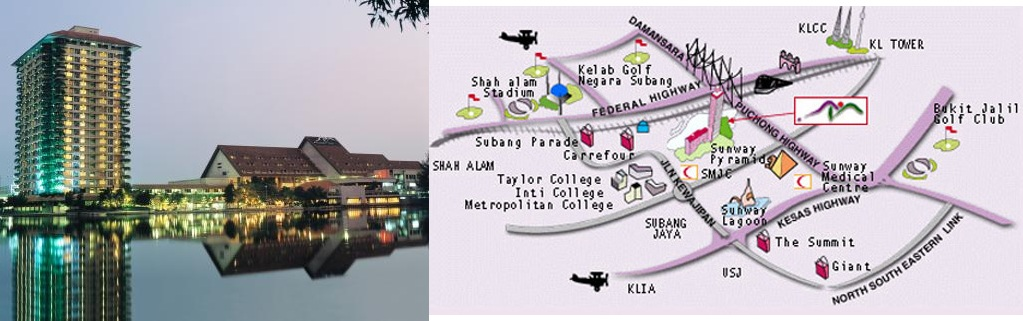 DAMANSARA
KLCC
KL TOWER
Shah alam
Stadium
Kelab Golf
Negara Subang
FEDERAL HIGHWAY
PUCHONG HIGHWAY
Bukit Jalil
Golf Club
Subang Parade
Carrefour
SHAH ALAM
Sunway
Pyramid
SMJC
Sunway
Medical
Centre
Taylor College
Inti College
Metropolitan College
JLN KEWAJIPAN
Sunway
Lagoon
KESAS HIGHWAY
SUBANG
JAYA
The Summit
Giant
USJ
KLIA
NORTH SOUTH EASTERN LINK